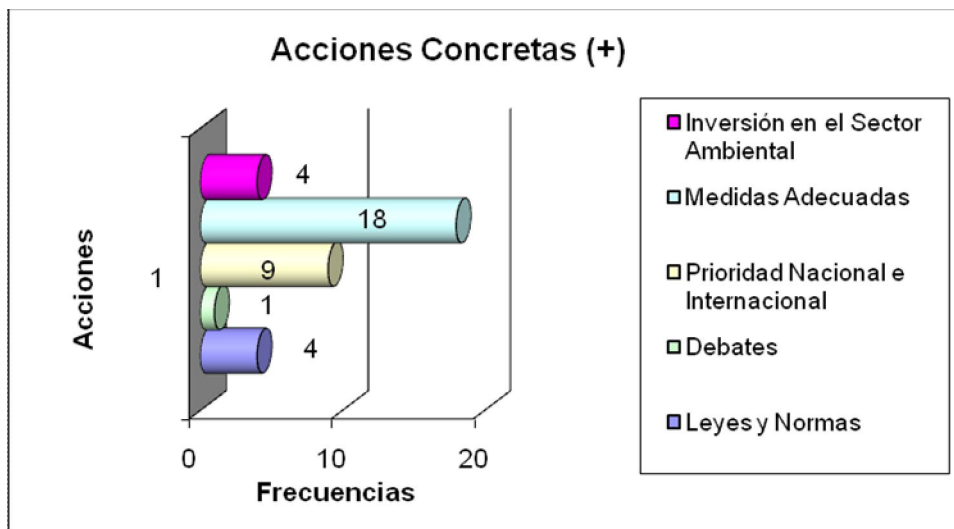 Acciones Concretas (+)
Acciones
1
4
18
9
1
4
0
10
20
Frecuencias
Inversión en el Sector
Ambiental
Medidas Adecuadas
Prioridad Nacional e
Internacional
Debates
Leyes y Normas